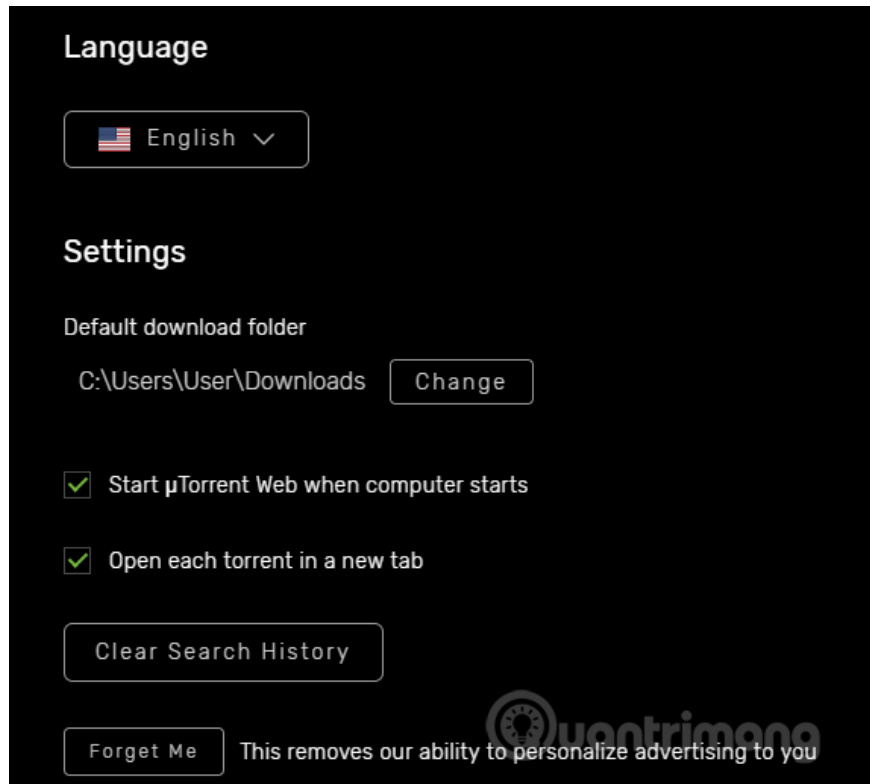 Language
English
Settings
Default download folder
C:\Users\User\Downloads Change
Start µTorrent Web when computer starts
Open each torrent in a new tab
Clear Search History
Quantrimang
Forget Me This removes our ability to personalize advertising to you